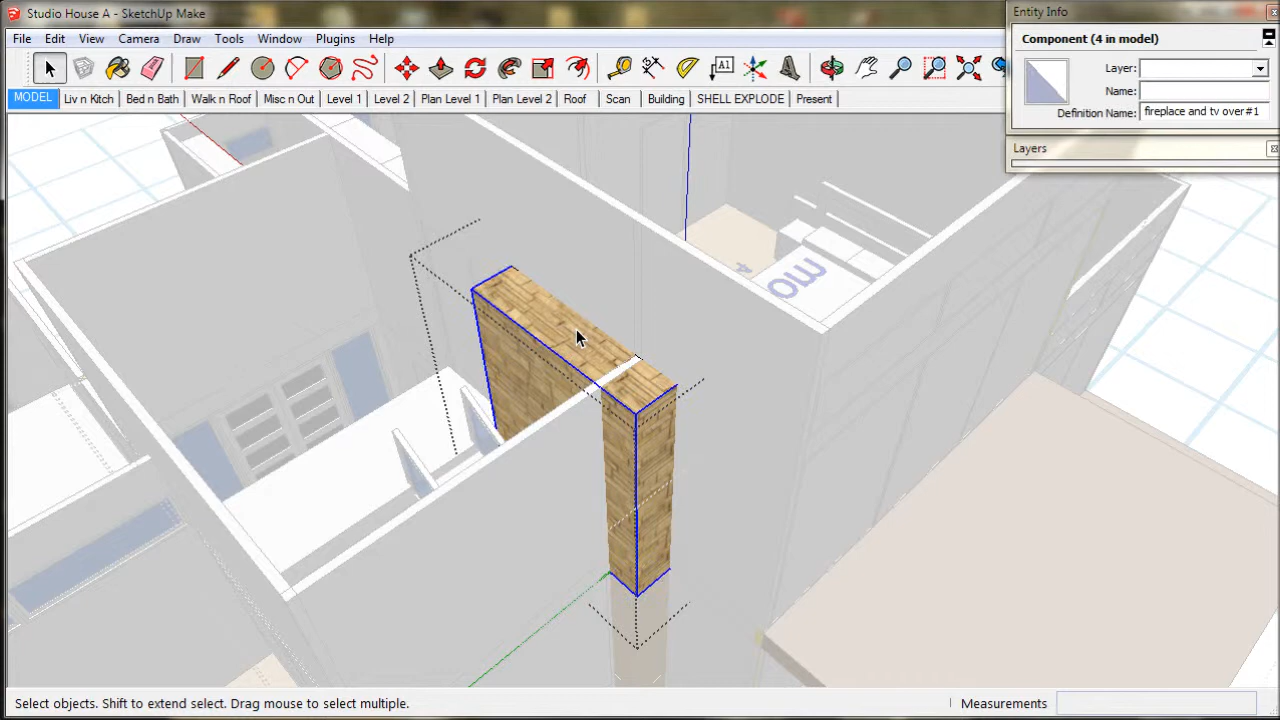 Studio House A - SketchUp Make
File Edit View Camera Draw Tools Window Plugins Help
A1
MODEL Liv n Kitch Bed n Bath Walk n Roof Misc n Out Level 1 Level 2 Plan Level 1 Plan Level 2 Roof Scan Building SHELL EXPLODE Present
Entity Info
Component (4 in model)
Layer:
Name:
Definition Name: fireplace and tv over#1
Layers
Select objects. Shift to extend select. Drag mouse to select multiple.
Measurements